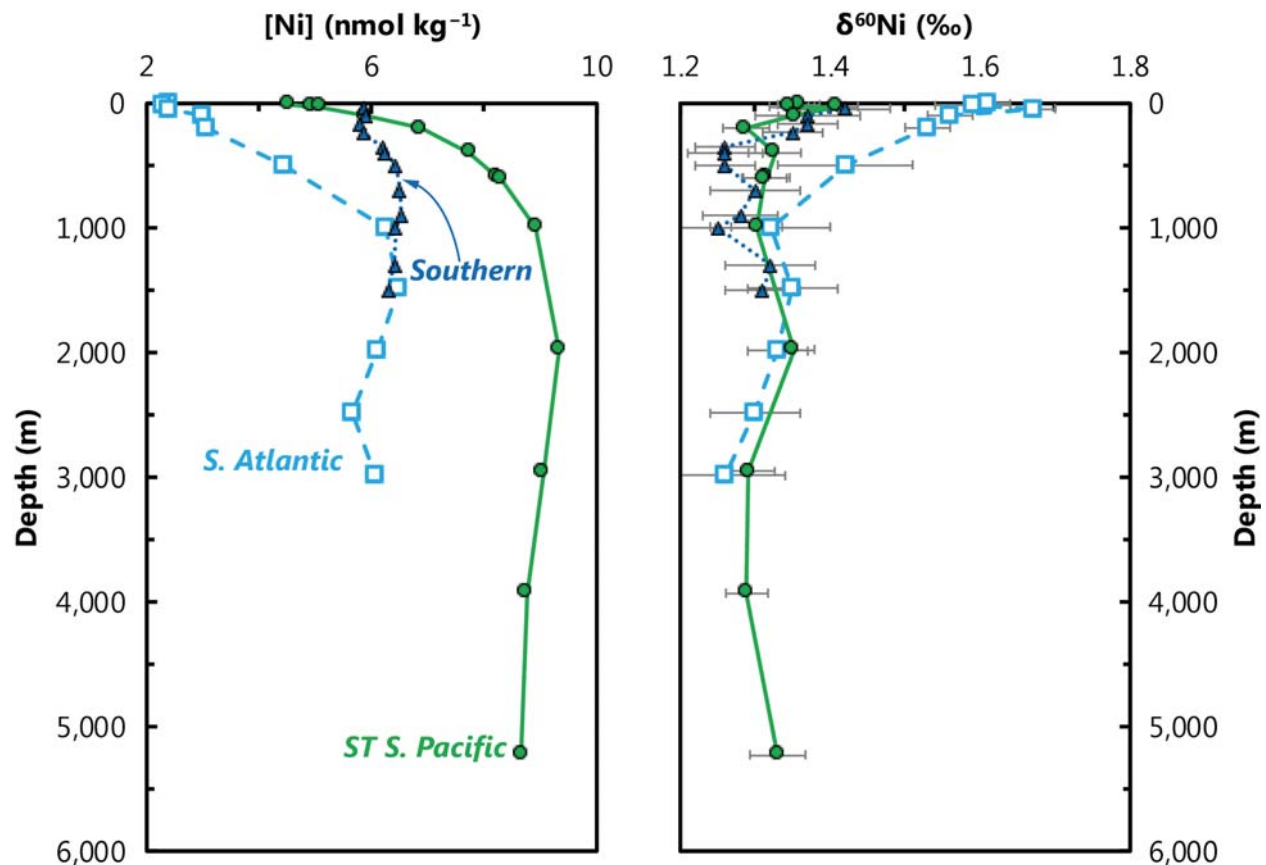 [Ni] (nmol kg⁻¹)
δ⁶⁰Ni (‰)
2 6 10
1.2 1.4 1.6 1.8
0 0
1,000 1,000
Southern
2,000 2,000
S. Atlantic
3,000 3,000
Depth (m) Depth (m)
4,000 4,000
5,000 5,000
ST S. Pacific
6,000 6,000